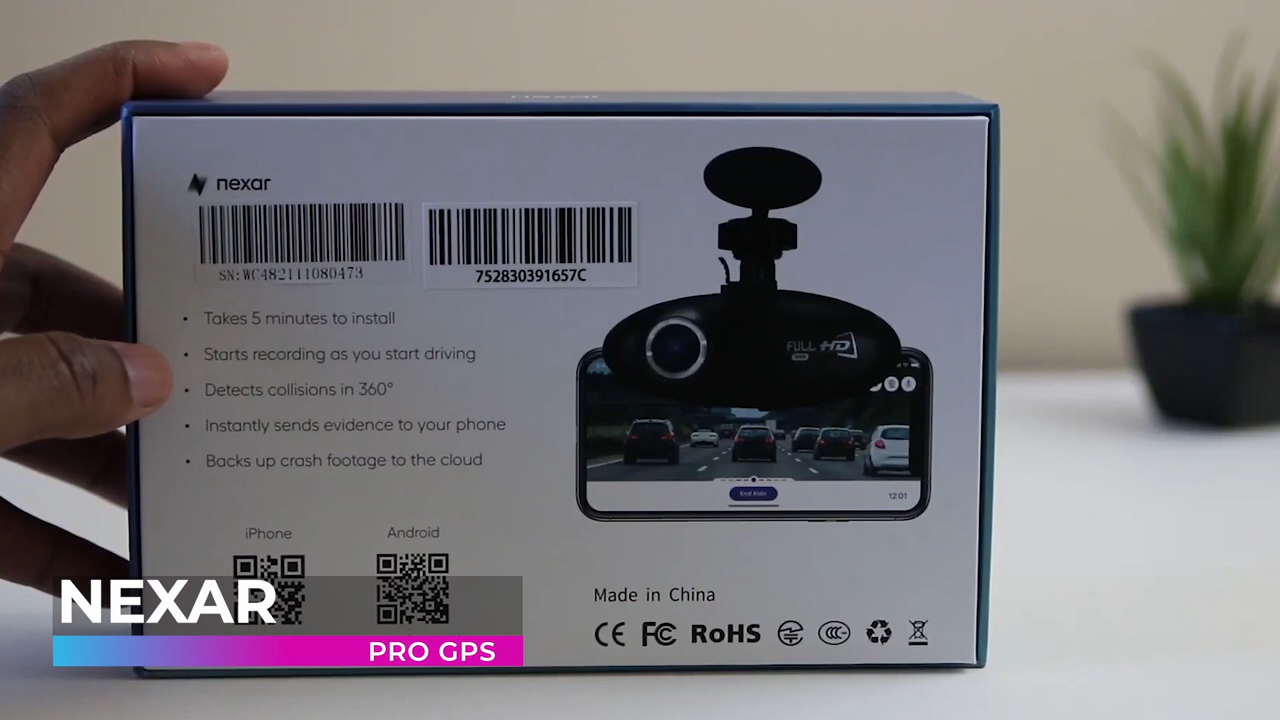 nexar
nexar
SN:WC482111080473
752830391657C
• Takes 5 minutes to install
• Starts recording as you start driving
• Detects collisions in 360°
• Instantly sends evidence to your phone
• Backs up crash footage to the cloud
FULL HD
End Ride
12:01
iPhone
Android
Made in China
CE FC RoHS
NEXAR
PRO GPS